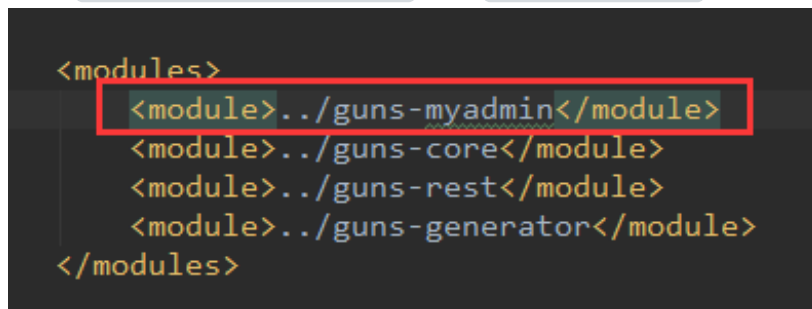 <modules>
<module>../guns-myadmin</module>
<module>../guns-core</module>
<module>../guns-rest</module>
<module>../guns-generator</module>
</modules>